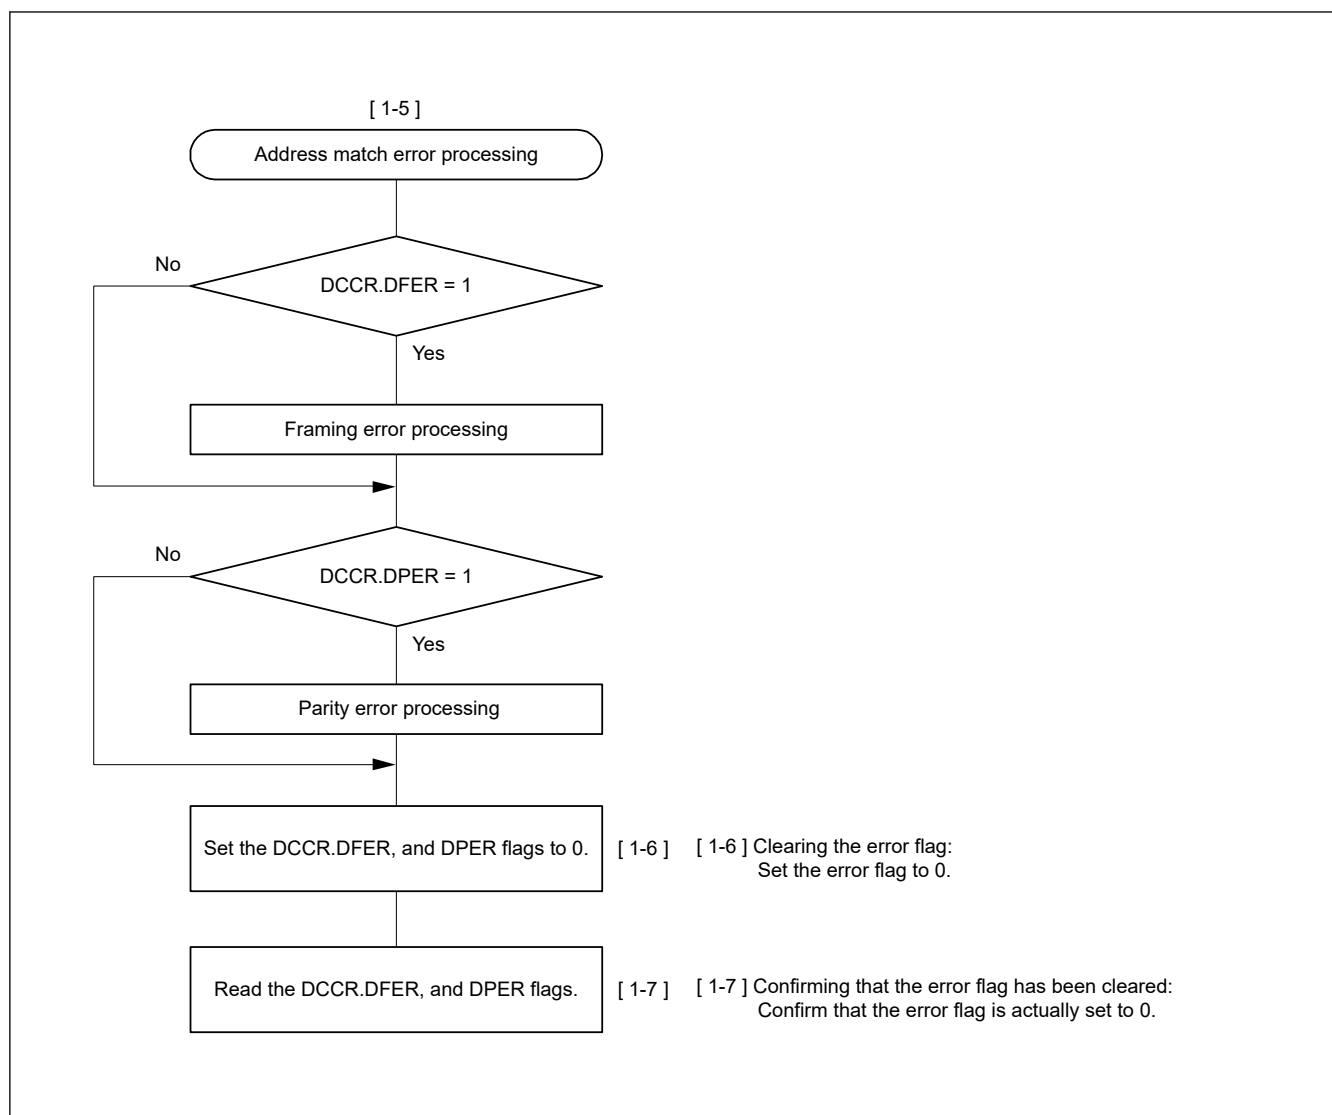 [ 1-5 ]
Address match error processing
No
DCCR.DFER = 1
Yes
Framing error processing
No
DCCR.DPER = 1
Yes
Parity error processing
Set the DCCR.DFER, and DPER flags to 0.
[ 1-6 ]
[ 1-6 ] Clearing the error flag:
Set the error flag to 0.
Read the DCCR.DFER, and DPER flags.
[ 1-7 ]
[ 1-7 ] Confirming that the error flag has been cleared:
Confirm that the error flag is actually set to 0.